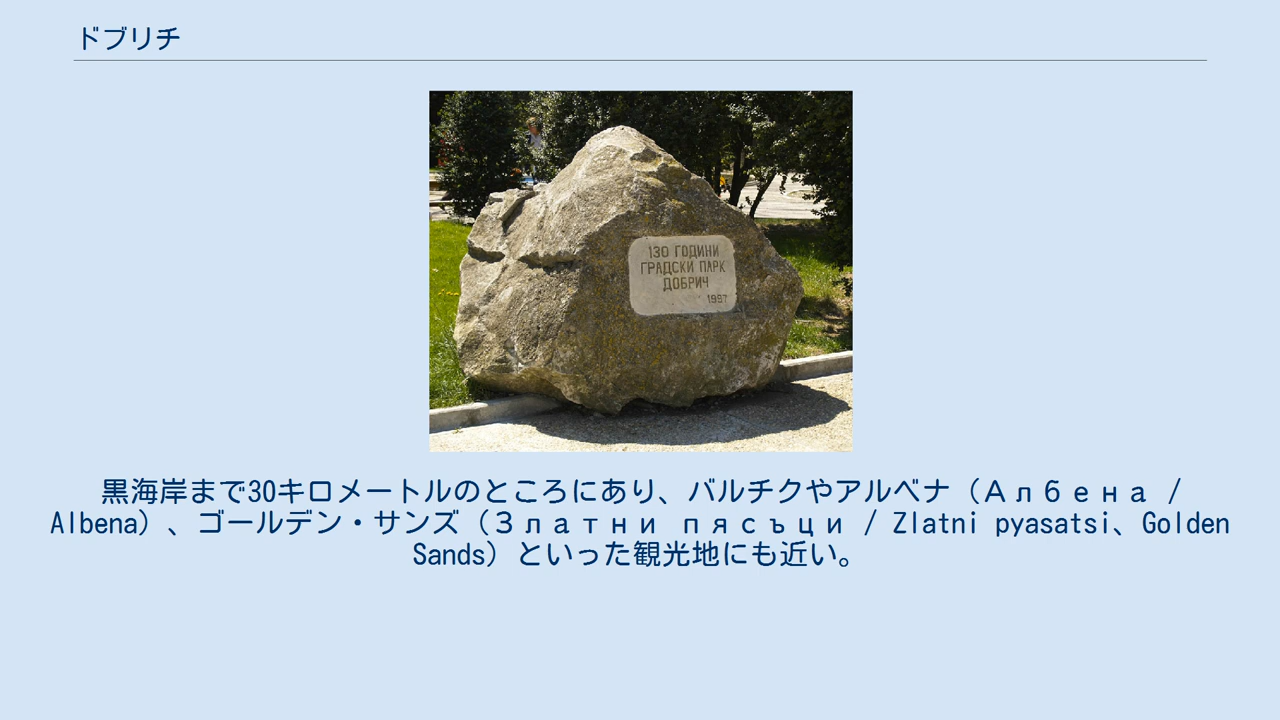 ドブリチ
130 ГОДИНИ
ГРАДСКИ ПАРК
ДОБРИЧ
1997
黒海岸まで30キロメートルのところにあり、バルチクやアルベナ（Албена /
Albena）、ゴールデン・サンズ（Златни пясъци / Zlatni pyasatsi、Golden
Sands）といった観光地にも近い。